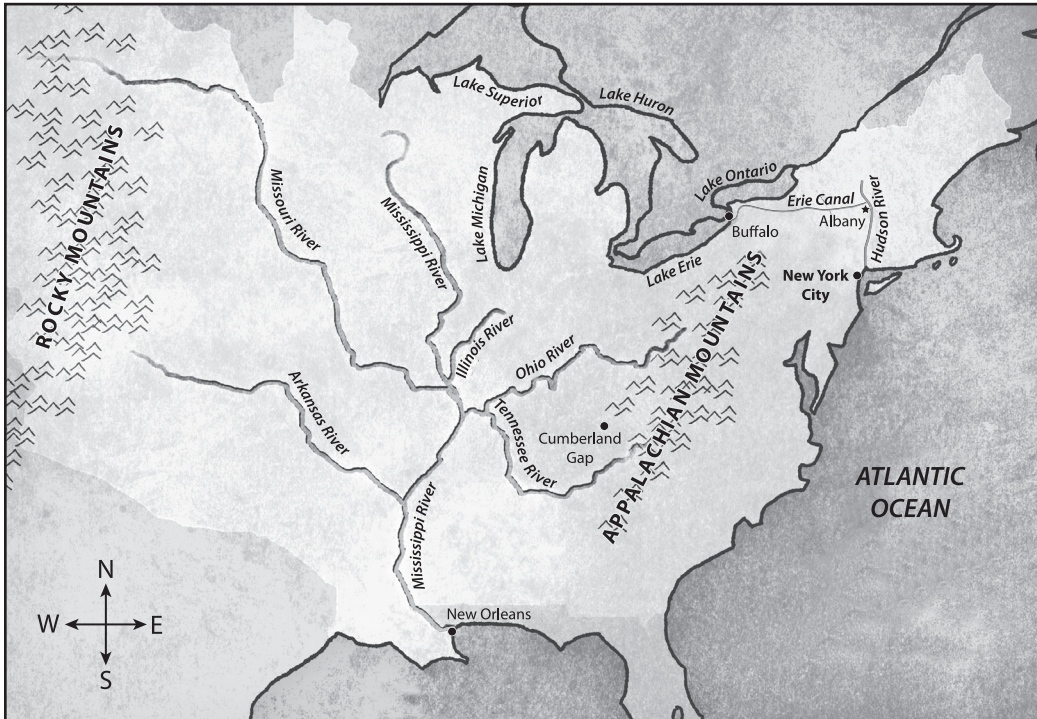 Lake Superior
Lake Huron
ROCKY MOUNTAINS
Missouri River
Mississippi River
Lake Michigan
Lake Ontario
Erie Canal
Hudson River
Albany
Buffalo
Lake Erie
New York
City
Illinois River
Ohio River
APPALACHIAN MOUNTAINS
Arkansas River
Tennessee River
Cumberland
Gap
ATLANTIC
OCEAN
Mississippi River
New Orleans
N
W
E
S